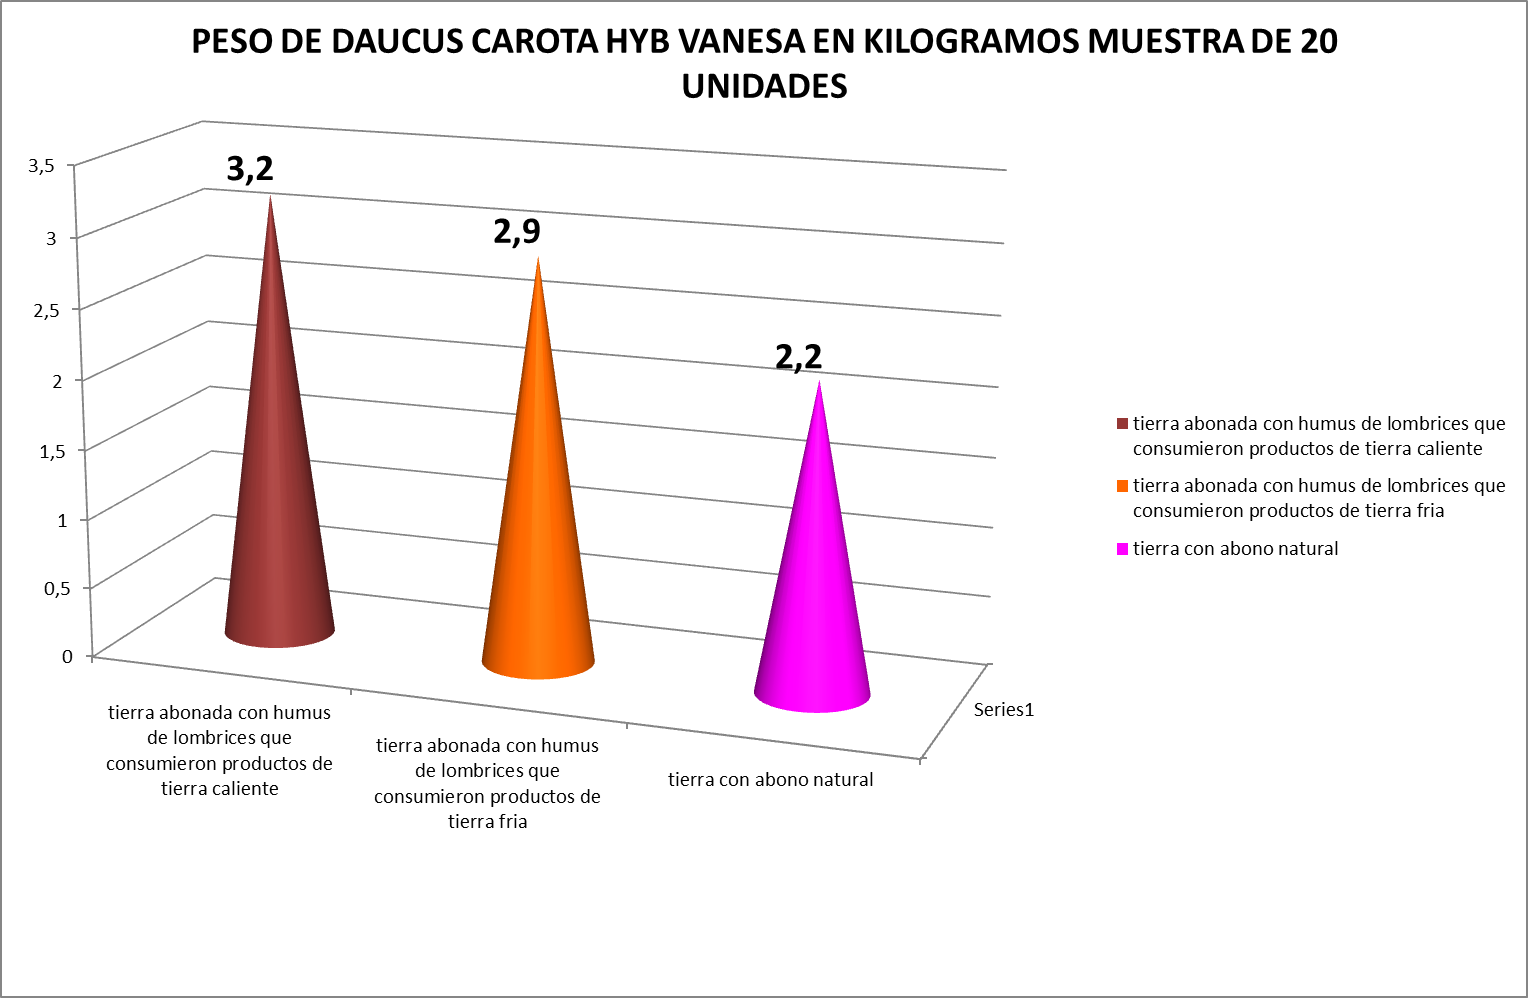 PESO DE DAUCUS CAROTA HYB VANESA EN KILOGRAMOS MUESTRA DE 20
UNIDADES
3,5
3
2,5
2
1,5
1
0,5
0
3,2
2,9
2,2
tierra abonada con humus
de lombrices que
consumieron productos de
tierra caliente
tierra abonada con humus
de lombrices que
consumieron productos de
tierra fria
tierra con abono natural
Series1
tierra abonada con humus de lombrices que
consumieron productos de tierra caliente
tierra abonada con humus de lombrices que
consumieron productos de tierra fria
tierra con abono natural